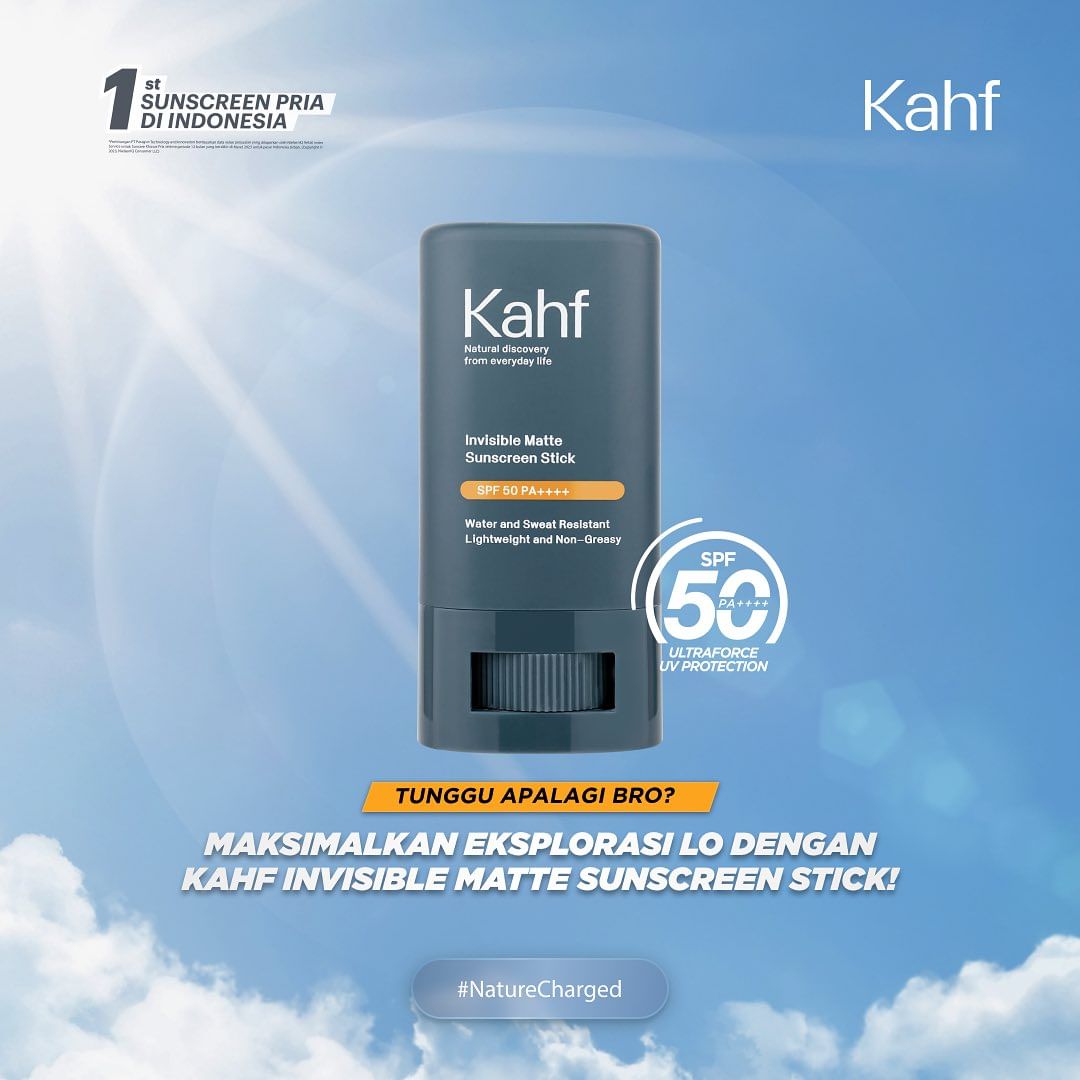 1st
SUNSCREEN PRIA
DI INDONESIA
Kahf
Kahf
Natural discovery
from everyday life
Invisible Matte
Sunscreen Stick
SPF 50 PA++++
Water and Sweat Resistant
Lightweight and Non-Greasy
SPF
50
PA++++
ULTRAFORCE
UV PROTECTION
TUNGGU APALAGI BRO?
MAKSIMALKAN EKSPLORASI LO DENGAN
KAHF INVISIBLE MATTE SUNSCREEN STICK!
#NatureCharged